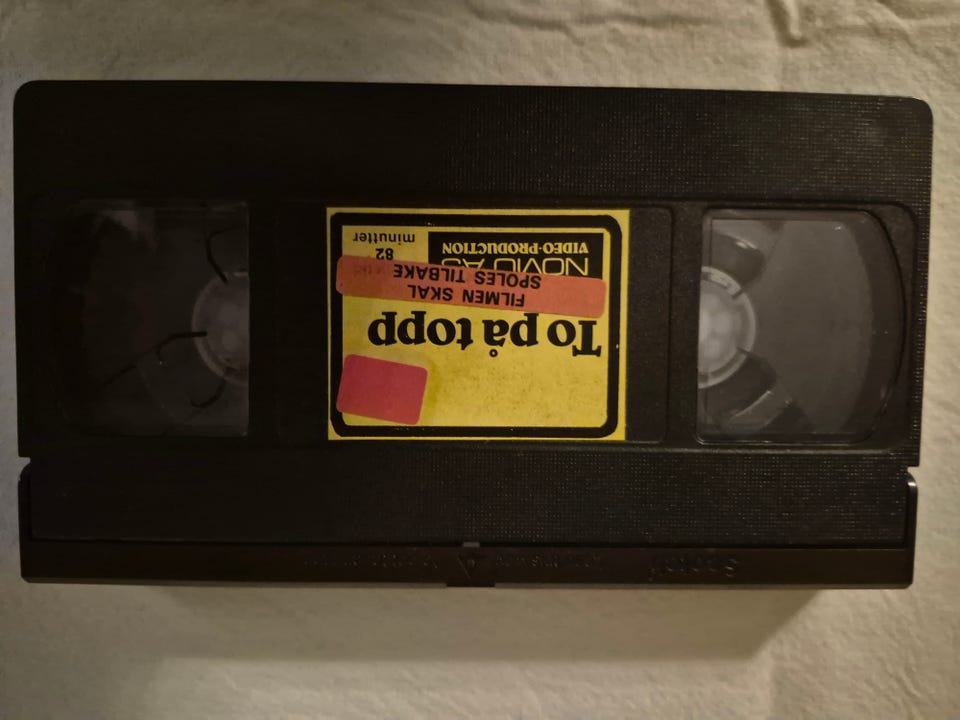 To på topp
FILMEN SKAL
SPOLES TILBAKE
NOVIO AS
VIDEO-PRODUCTION
82
minutter